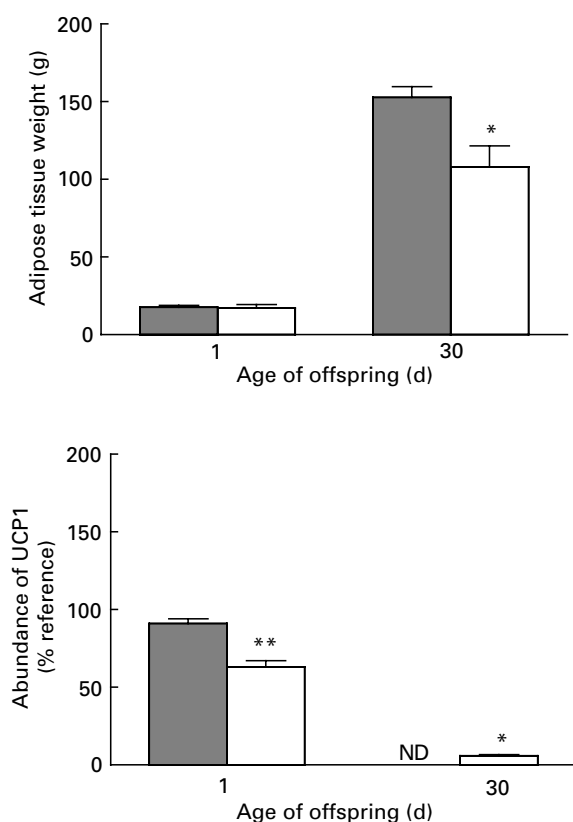 200
150
100
50
0
Adipose tissue weight (g)
*
1
30
Age of offspring (d)
200
150
100
50
0
Abundance of UCP1
(% reference)
**
ND
*
1
30
Age of offspring (d)